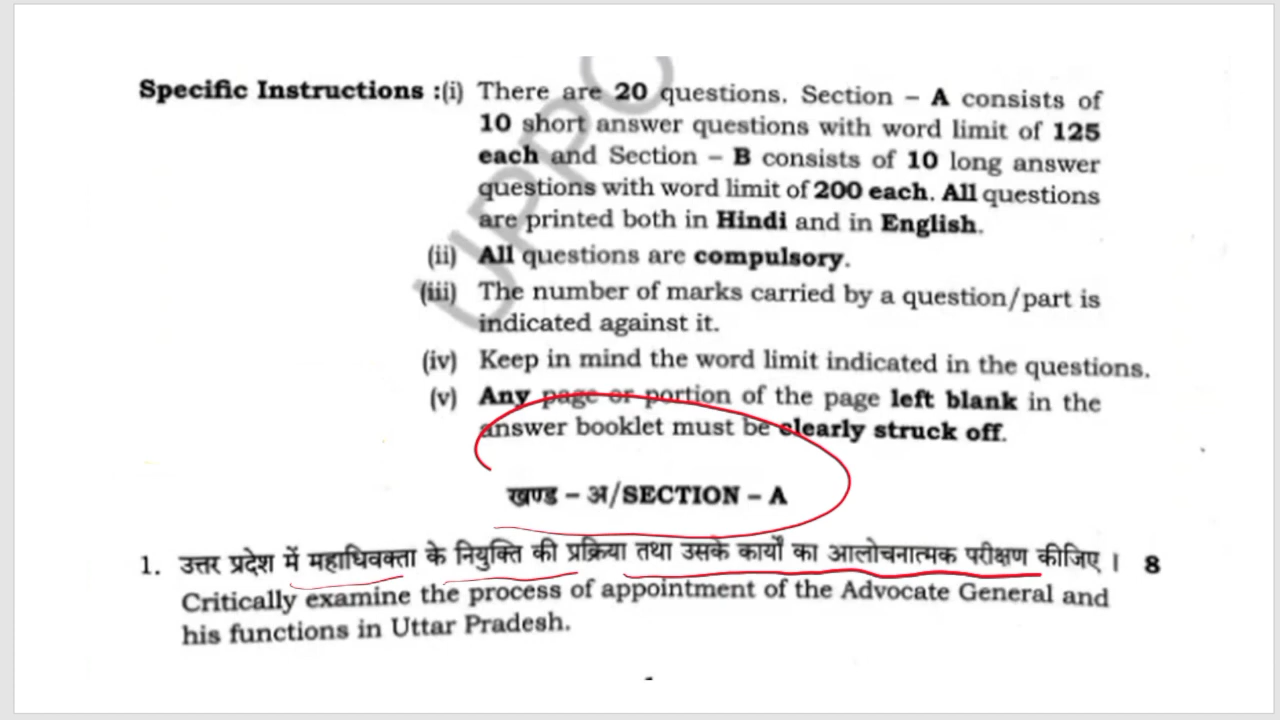 Specific Instructions :(i) There are 20 questions. Section – A consists of
10 short answer questions with word limit of 125
each and Section – B consists of 10 long answer
questions with word limit of 200 each. All questions
are printed both in Hindi and in English.
(ii) All questions are compulsory.
(iii) The number of marks carried by a question/part is
indicated against it.
(iv) Keep in mind the word limit indicated in the questions.
(v) Any page or portion of the page left blank in the
answer booklet must be clearly struck off.
खण्ड – अ/SECTION – A
1. उत्तर प्रदेश में महाधिवक्ता के नियुक्ति की प्रक्रिया तथा उसके कार्यों का आलोचनात्मक परीक्षण कीजिए । 8
Critically examine the process of appointment of the Advocate General and
his functions in Uttar Pradesh.